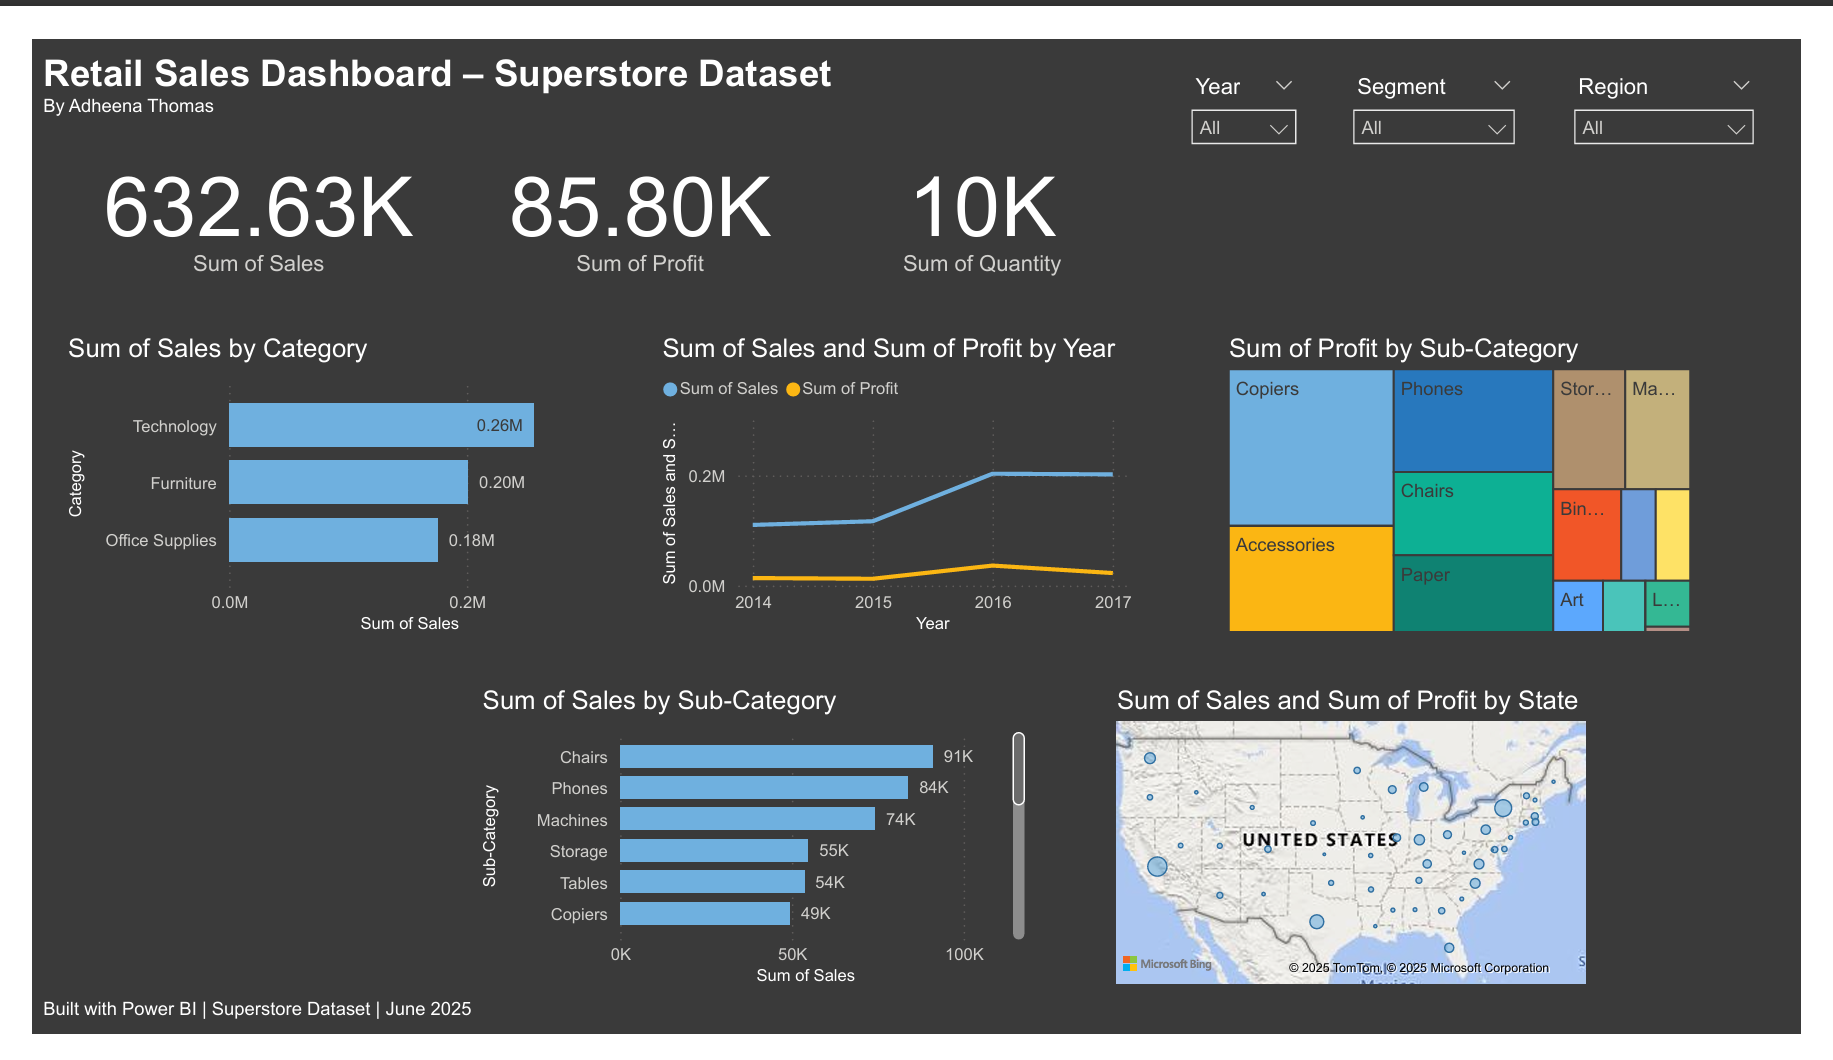 Retail Sales Dashboard – Superstore Dataset
By Adheena Thomas
Year
All
Segment
All
Region
All
632.63K
Sum of Sales
85.80K
Sum of Profit
10K
Sum of Quantity
Sum of Sales by Category
Category
Technology
0.26M
Furniture
0.20M
Office Supplies
0.18M
0.0M
0.2M
Sum of Sales
Sum of Sales and Sum of Profit by Year
Sum of Sales
Sum of Profit
Sum of Sales and S...
0.2M
0.0M
2014
2015
2016
2017
Year
Sum of Profit by Sub-Category
Copiers
Accessories
Phones
Chairs
Paper
Stor...
Ma...
Bin...
Art
L...
Sum of Sales by Sub-Category
Sub-Category
Chairs
91K
Phones
84K
Machines
74K
Storage
55K
Tables
54K
Copiers
49K
0K
50K
100K
Sum of Sales
Sum of Sales and Sum of Profit by State
UNITED STATES
Microsoft Bing
© 2025 TomTom, © 2025 Microsoft Corporation
Built with Power BI | Superstore Dataset | June 2025